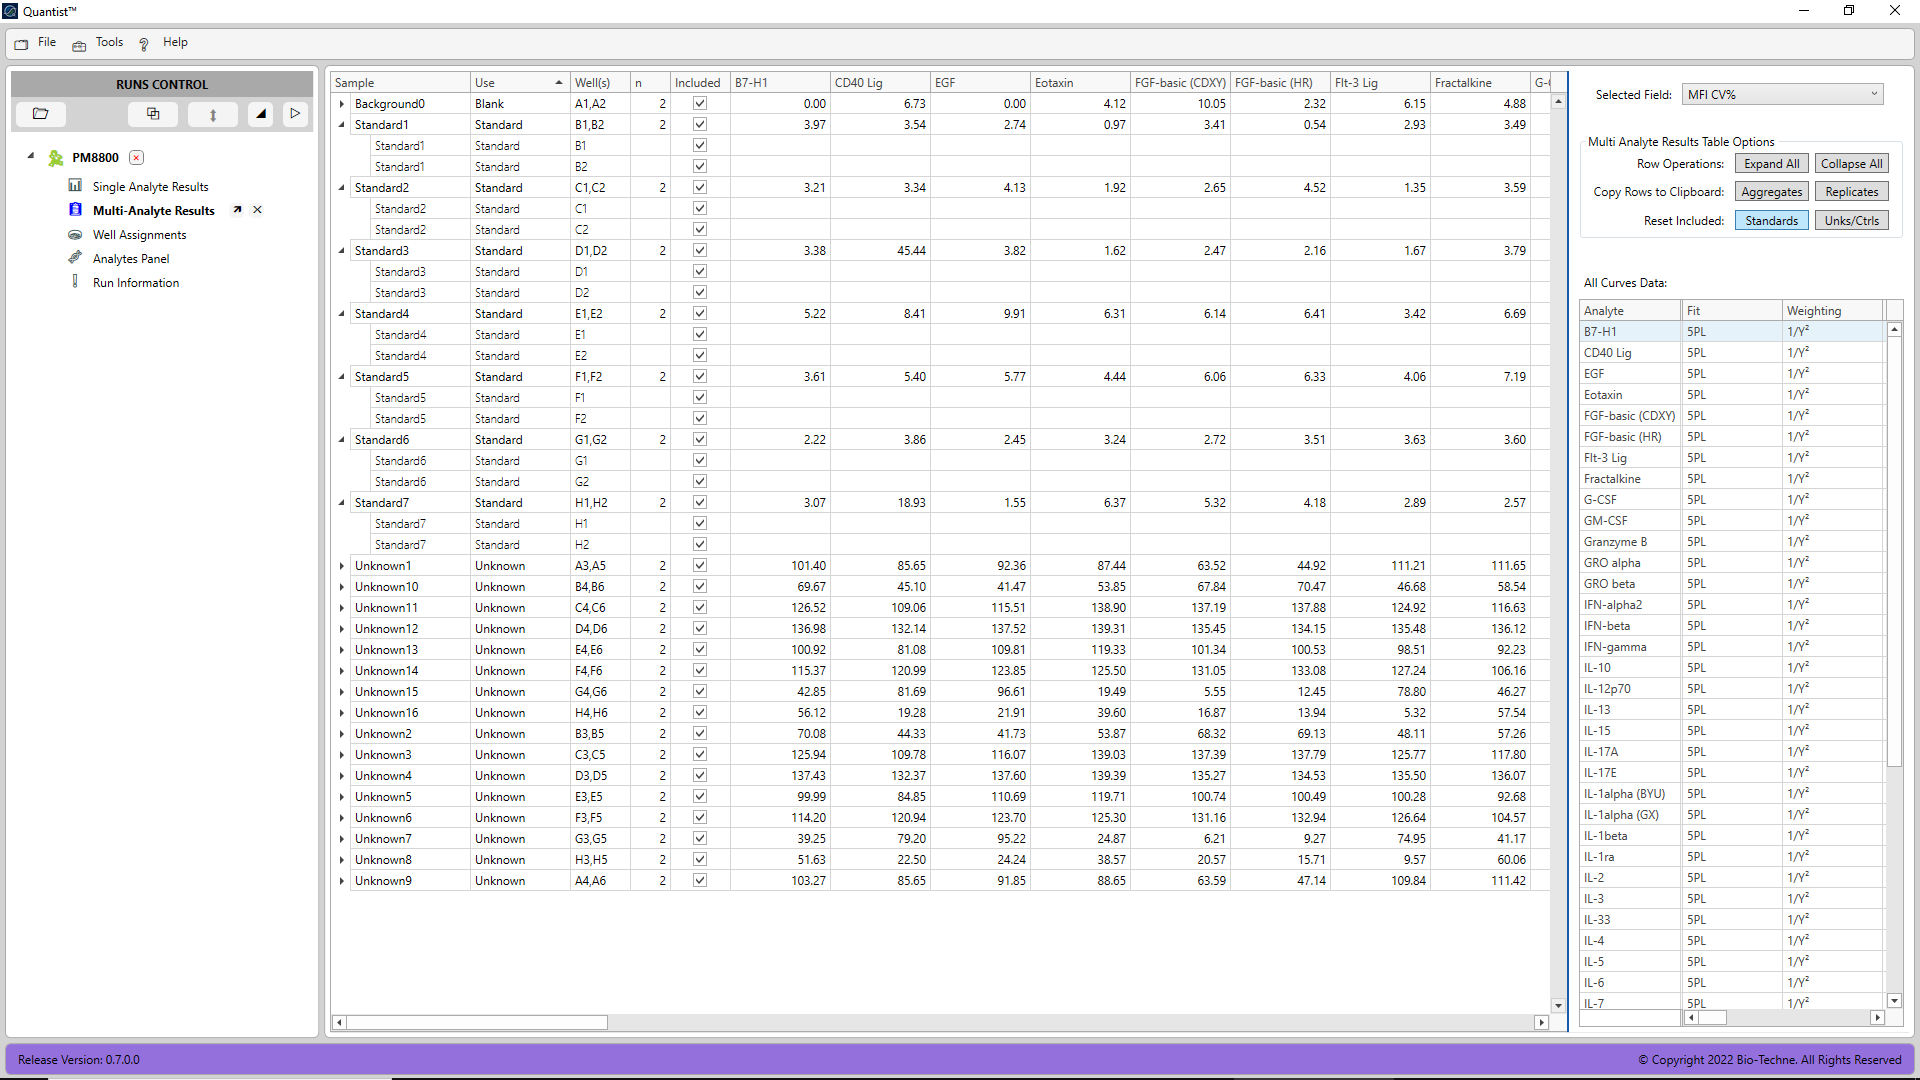 Quantist™
File Tools ? Help
RUNS CONTROL
PM8800
Single Analyte Results
Multi-Analyte Results
Well Assignments
Analytes Panel
Run Information
Sample Use Well(s) n Included B7-H1 CD40 Lig EGF Eotaxin FGF-basic (CDXY) FGF-basic (HR) Flt-3 Lig Fractalkine G-
Background0 Blank A1,A2 2 0.00 6.73 0.00 4.12 10.05 2.32 6.15 4.88
Standard1 Standard B1,B2 2 3.97 3.54 2.74 0.97 3.41 0.54 2.93 3.49
Standard1 Standard B1
Standard1 Standard B2
Standard2 Standard C1,C2 2 3.21 3.34 4.13 1.92 2.65 4.52 1.35 3.59
Standard2 Standard C1
Standard2 Standard C2
Standard3 Standard D1,D2 2 3.38 45.44 3.82 1.62 2.47 2.16 1.67 3.79
Standard3 Standard D1
Standard3 Standard D2
Standard4 Standard E1,E2 2 5.22 8.41 9.91 6.31 6.14 6.41 3.42 6.69
Standard4 Standard E1
Standard4 Standard E2
Standard5 Standard F1,F2 2 3.61 5.40 5.77 4.44 6.06 6.33 4.06 7.19
Standard5 Standard F1
Standard5 Standard F2
Standard6 Standard G1,G2 2 2.22 3.86 2.45 3.24 2.72 3.51 3.63 3.60
Standard6 Standard G1
Standard6 Standard G2
Standard7 Standard H1,H2 2 3.07 18.93 1.55 6.37 5.32 4.18 2.89 2.57
Standard7 Standard H1
Standard7 Standard H2
Unknown1 Unknown A3,A5 2 101.40 85.65 92.36 87.44 63.52 44.92 111.21 111.65
Unknown10 Unknown B4,B6 2 69.67 45.10 41.47 53.85 67.84 70.47 46.68 58.54
Unknown11 Unknown C4,C6 2 126.52 109.06 115.51 138.90 137.19 137.88 124.92 116.63
Unknown12 Unknown D4,D6 2 136.98 132.14 137.52 139.31 135.45 134.15 135.48 136.12
Unknown13 Unknown E4,E6 2 100.92 81.08 109.81 119.33 101.34 100.53 98.51 92.23
Unknown14 Unknown F4,F6 2 115.37 120.99 123.85 125.50 131.05 133.08 127.24 106.16
Unknown15 Unknown G4,G6 2 42.85 81.69 96.61 19.49 5.55 12.45 78.80 46.27
Unknown16 Unknown H4,H6 2 56.12 19.28 21.91 39.60 16.87 13.94 5.32 57.54
Unknown2 Unknown B3,B5 2 70.08 44.33 41.73 53.87 68.32 69.13 48.11 57.26
Unknown3 Unknown C3,C5 2 125.94 109.78 116.07 139.03 137.39 137.79 125.77 117.80
Unknown4 Unknown D3,D5 2 137.43 132.37 137.60 139.39 135.27 134.53 135.50 136.07
Unknown5 Unknown E3,E5 2 99.99 84.85 110.69 119.71 100.74 100.49 100.28 92.68
Unknown6 Unknown F3,F5 2 114.20 120.94 123.70 125.30 131.16 132.94 126.64 104.57
Unknown7 Unknown G3,G5 2 39.25 79.20 95.22 24.87 6.21 9.27 74.95 41.17
Unknown8 Unknown H3,H5 2 51.63 22.50 24.24 38.57 20.57 15.71 9.57 60.06
Unknown9 Unknown A4,A6 2 103.27 85.65 91.85 88.65 63.59 47.14 109.84 111.42
Selected Field: MFI CV%
Multi Analyte Results Table Options
Row Operations: Expand All Collapse All
Copy Rows to Clipboard: Aggregates Replicates
Reset Included: Standards Unks/Ctrls
All Curves Data:
Analyte Fit Weighting
B7-H1 5PL 1/Y²
CD40 Lig 5PL 1/Y²
EGF 5PL 1/Y²
Eotaxin 5PL 1/Y²
FGF-basic (CDXY) 5PL 1/Y²
FGF-basic (HR) 5PL 1/Y²
Flt-3 Lig 5PL 1/Y²
Fractalkine 5PL 1/Y²
G-CSF 5PL 1/Y²
GM-CSF 5PL 1/Y²
Granzyme B 5PL 1/Y²
GRO alpha 5PL 1/Y²
GRO beta 5PL 1/Y²
IFN-alpha2 5PL 1/Y²
IFN-beta 5PL 1/Y²
IFN-gamma 5PL 1/Y²
IL-10 5PL 1/Y²
IL-12p70 5PL 1/Y²
IL-13 5PL 1/Y²
IL-15 5PL 1/Y²
IL-17A 5PL 1/Y²
IL-17E 5PL 1/Y²
IL-1alpha (BYU) 5PL 1/Y²
IL-1alpha (GX) 5PL 1/Y²
IL-1beta 5PL 1/Y²
IL-1ra 5PL 1/Y²
IL-2 5PL 1/Y²
IL-3 5PL 1/Y²
IL-33 5PL 1/Y²
IL-4 5PL 1/Y²
IL-5 5PL 1/Y²
IL-6 5PL 1/Y²
IL-7 5PL 1/Y²
Release Version: 0.7.0.0
© Copyright 2022 Bio-Techne. All Rights Reserved